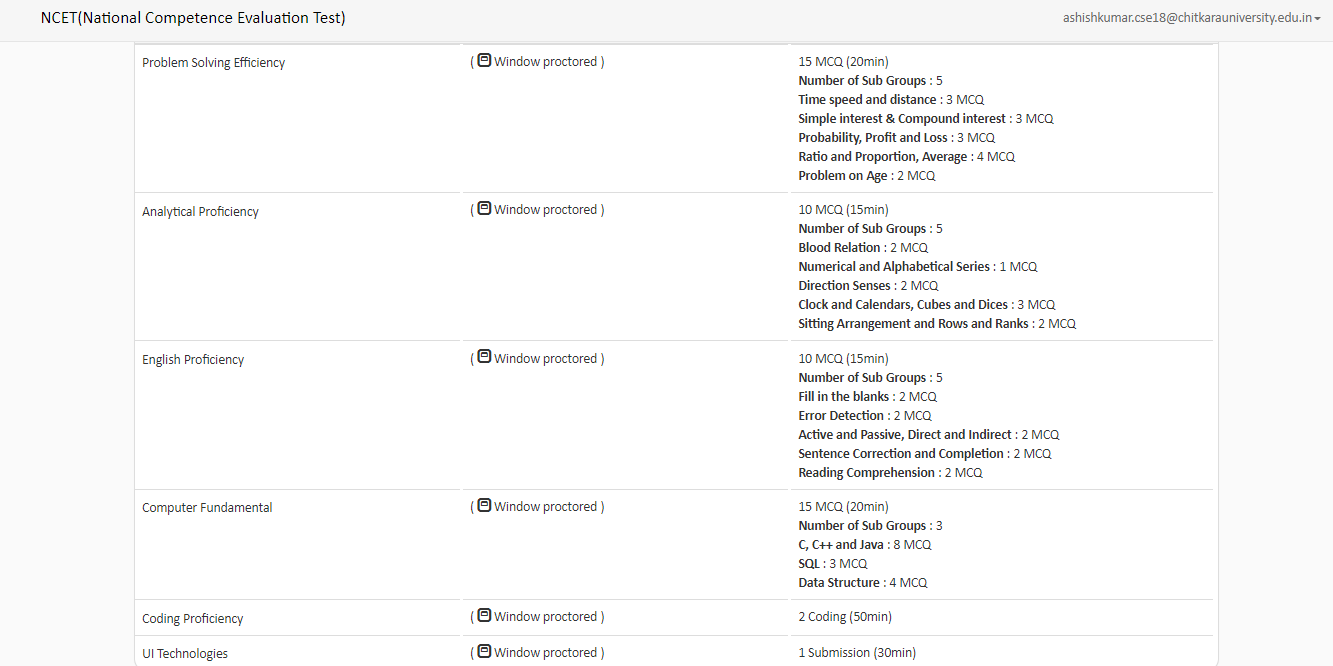 NCET(National Competence Evaluation Test)
ashishkumar.cse18@chitkarauniversity.edu.in
Problem Solving Efficiency
( Window proctored )
15 MCQ (20min)
Number of Sub Groups : 5
Time speed and distance : 3 MCQ
Simple interest & Compound interest : 3 MCQ
Probability, Profit and Loss : 3 MCQ
Ratio and Proportion, Average : 4 MCQ
Problem on Age : 2 MCQ
Analytical Proficiency
( Window proctored )
10 MCQ (15min)
Number of Sub Groups : 5
Blood Relation : 2 MCQ
Numerical and Alphabetical Series : 1 MCQ
Direction Senses : 2 MCQ
Clock and Calendars, Cubes and Dices : 3 MCQ
Sitting Arrangement and Rows and Ranks : 2 MCQ
English Proficiency
( Window proctored )
10 MCQ (15min)
Number of Sub Groups : 5
Fill in the blanks : 2 MCQ
Error Detection : 2 MCQ
Active and Passive, Direct and Indirect : 2 MCQ
Sentence Correction and Completion : 2 MCQ
Reading Comprehension : 2 MCQ
Computer Fundamental
( Window proctored )
15 MCQ (20min)
Number of Sub Groups : 3
C, C++ and Java : 8 MCQ
SQL : 3 MCQ
Data Structure : 4 MCQ
Coding Proficiency
( Window proctored )
2 Coding (50min)
UI Technologies
( Window proctored )
1 Submission (30min)